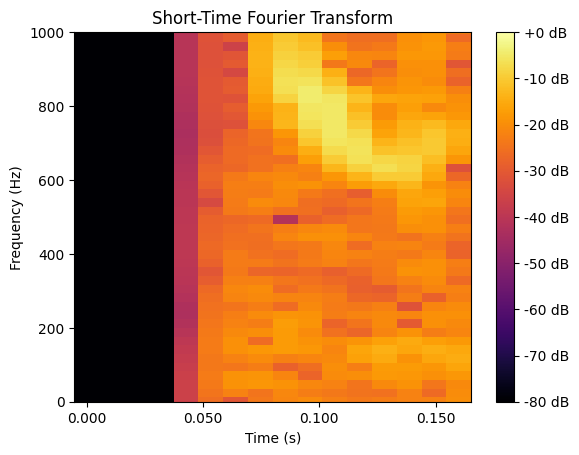 Short-Time Fourier Transform
1000
800
600
400
200
0
Frequency (Hz)
0.000
0.050
0.100
0.150
Time (s)
+0 dB
-10 dB
-20 dB
-30 dB
-40 dB
-50 dB
-60 dB
-70 dB
-80 dB